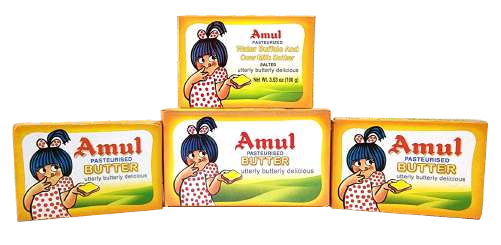 Amul
PASTEURISED
Water Buffalo And
Cow Milk Butter
SALTED
utterly butterly delicious
Net Wt. 3.53 oz (100 g)
Amul
PASTEURISED
BUTTER
utterly butterly delicious
Amul
PASTEURISED
BUTTER
utterly butterly delicious
Amul
PASTEURISED
BUTTER
utterly butterly delicious